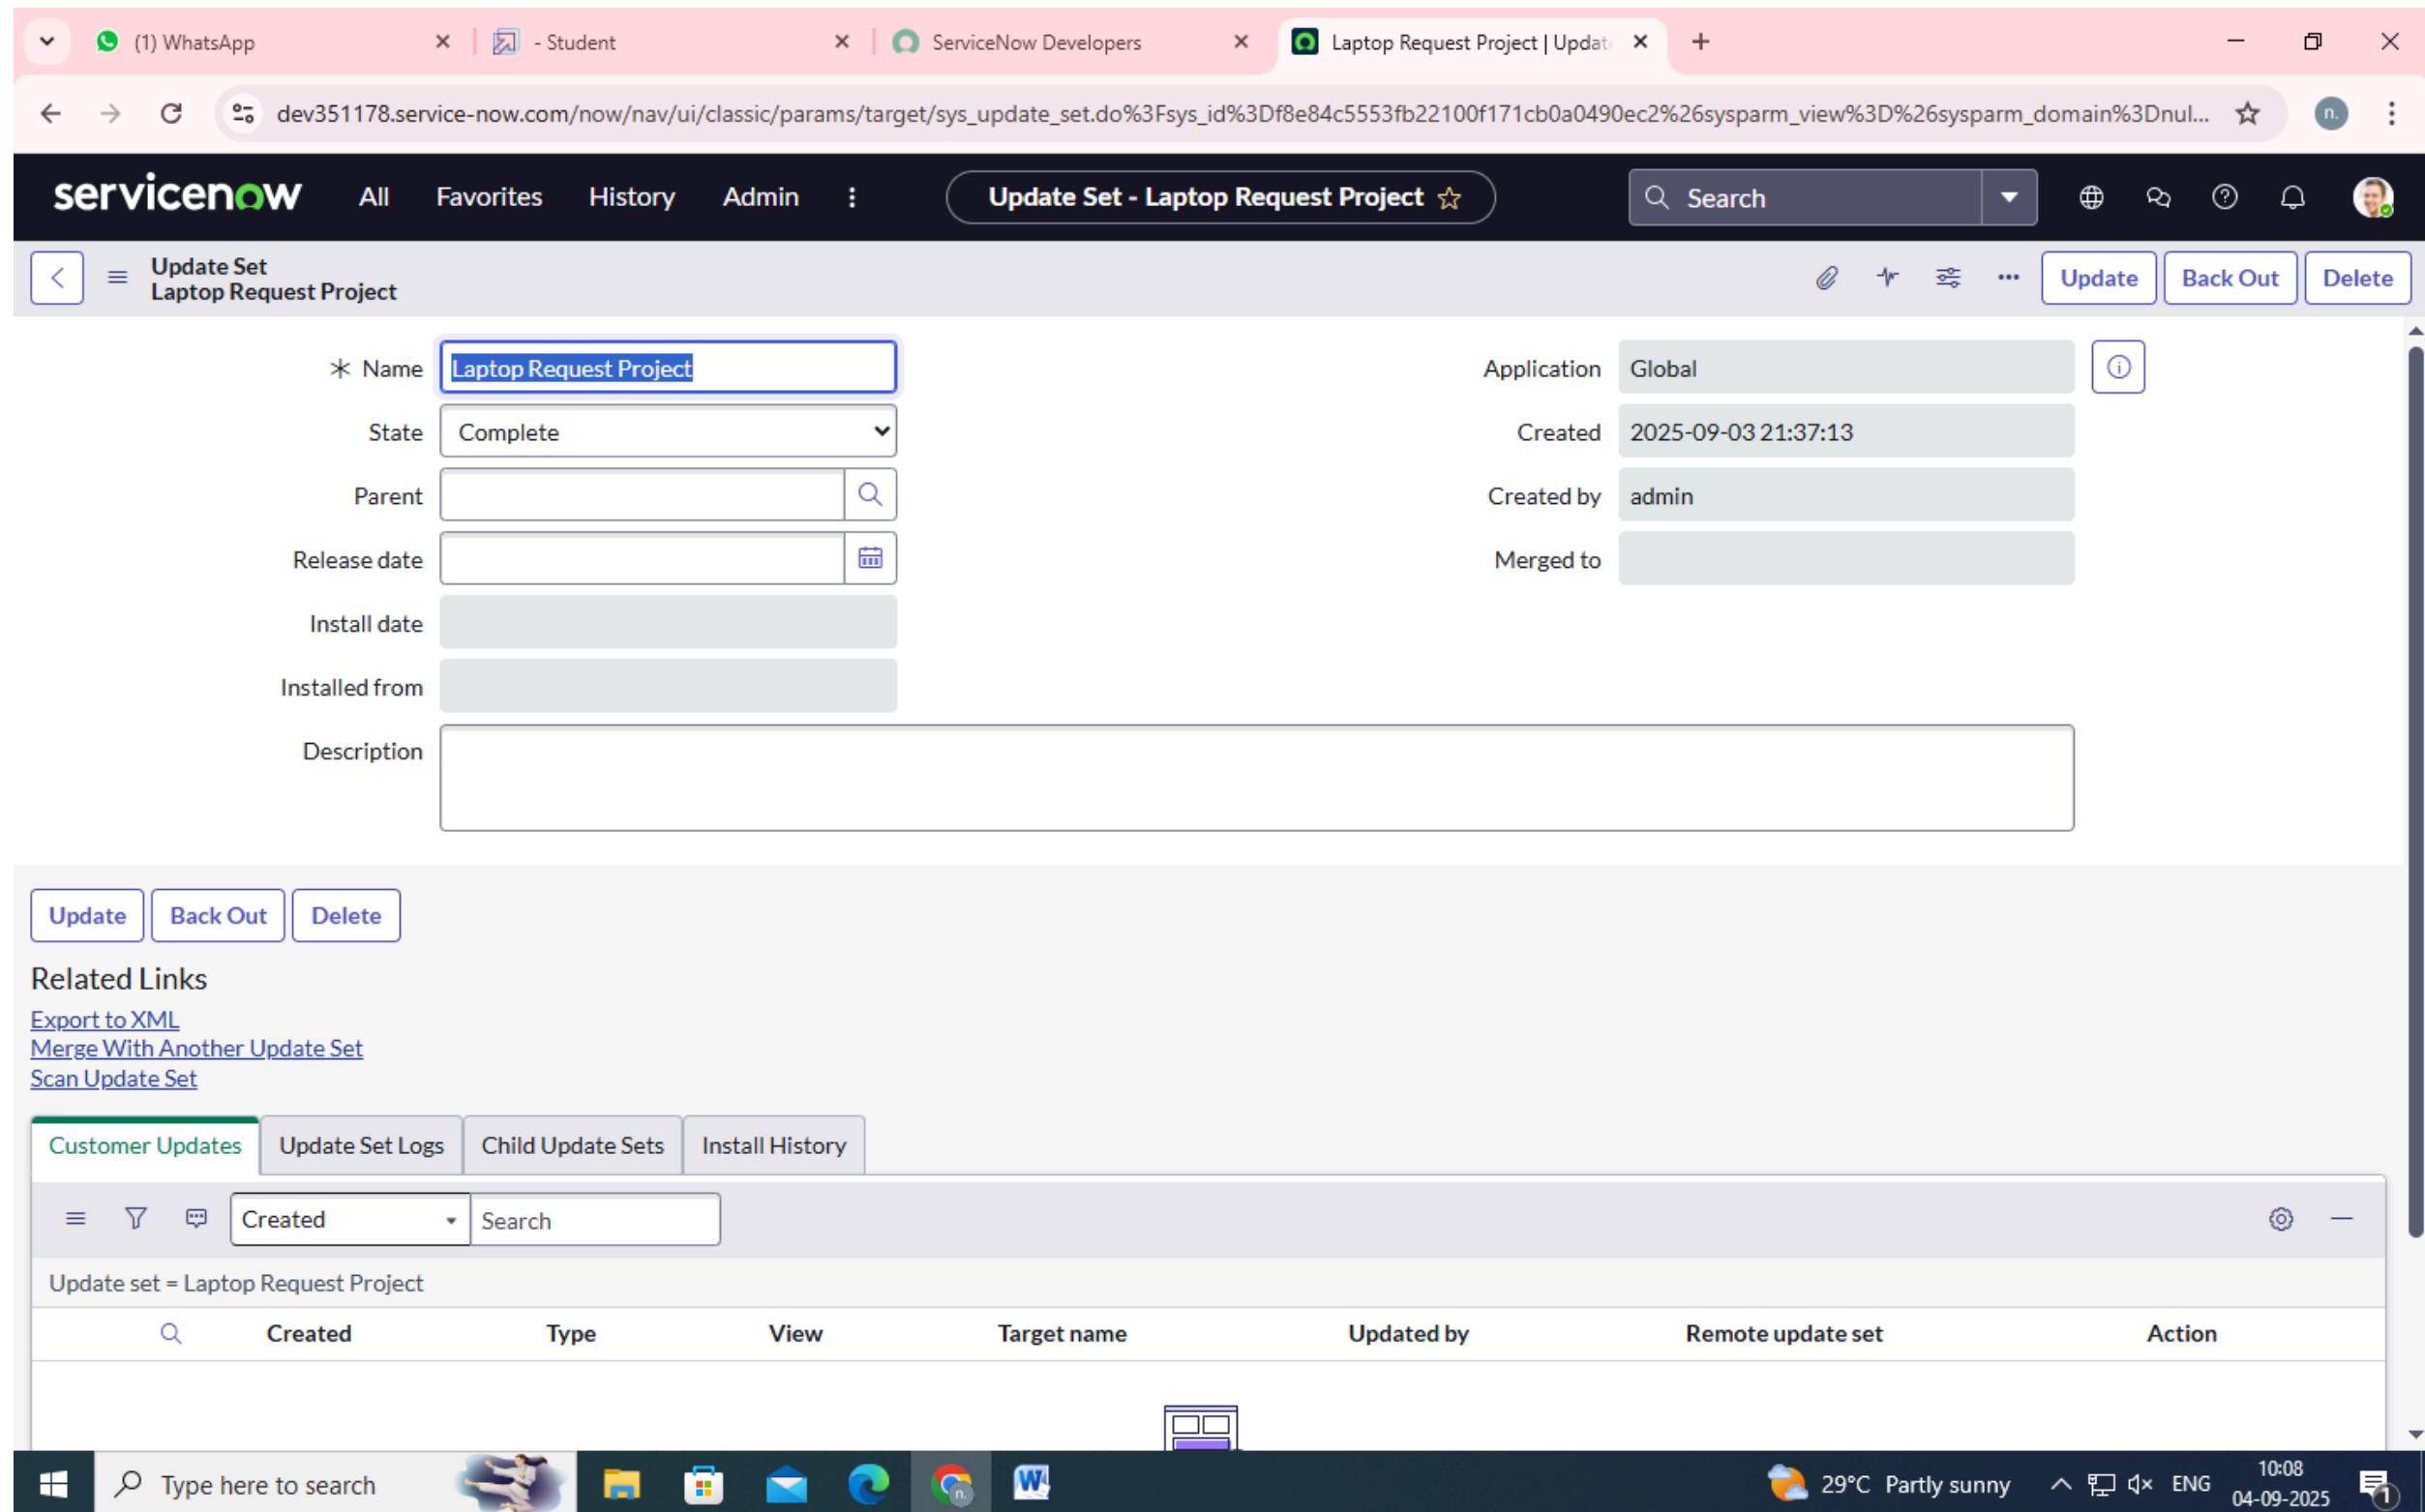 (1) WhatsApp
- Student
ServiceNow Developers
Laptop Request Project | Updat
dev351178.service-now.com/now/nav/ui/classic/params/target/sys_update_set.do%3Fsys_id%3Df8e84c5553fb22100f171cb0a0490ec2%26sysparm_view%3D%26sysparm_domain%3Dnul...
n.
servicenow
All
Favorites
History
Admin
Update Set - Laptop Request Project
Search
Update Set
Laptop Request Project
Update
Back Out
Delete
Name
Laptop Request Project
Application
Global
State
Complete
Created
2025-09-03 21:37:13
Parent
Created by
admin
Release date
Merged to
Install date
Installed from
Description
Update
Back Out
Delete
Related Links
Export to XML
Merge With Another Update Set
Scan Update Set
Customer Updates
Update Set Logs
Child Update Sets
Install History
Created
Search
Update set = Laptop Request Project
Created
Type
View
Target name
Updated by
Remote update set
Action
Type here to search
n.
W
29°C Partly sunny
ENG
10:08
04-09-2025
1